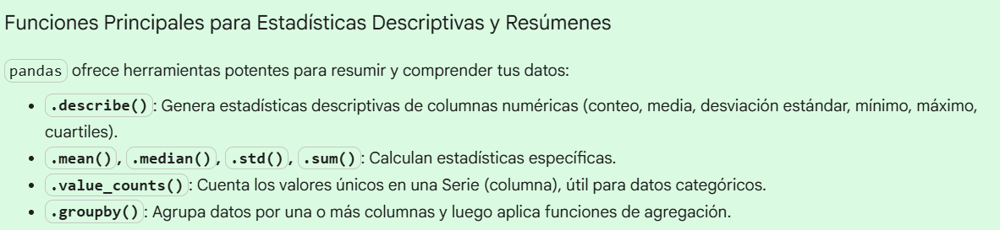 Funciones Principales para Estadísticas Descriptivas y Resúmenes
pandas ofrece herramientas potentes para resumir y comprender tus datos:
• .describe(): Genera estadísticas descriptivas de columnas numéricas (conteo, media, desviación estándar, mínimo, máximo,
cuartiles).
• .mean(), .median(), .std(), .sum(): Calculan estadísticas específicas.
• .value_counts(): Cuenta los valores únicos en una Serie (columna), útil para datos categóricos.
• .groupby(): Agrupa datos por una o más columnas y luego aplica funciones de agregación.